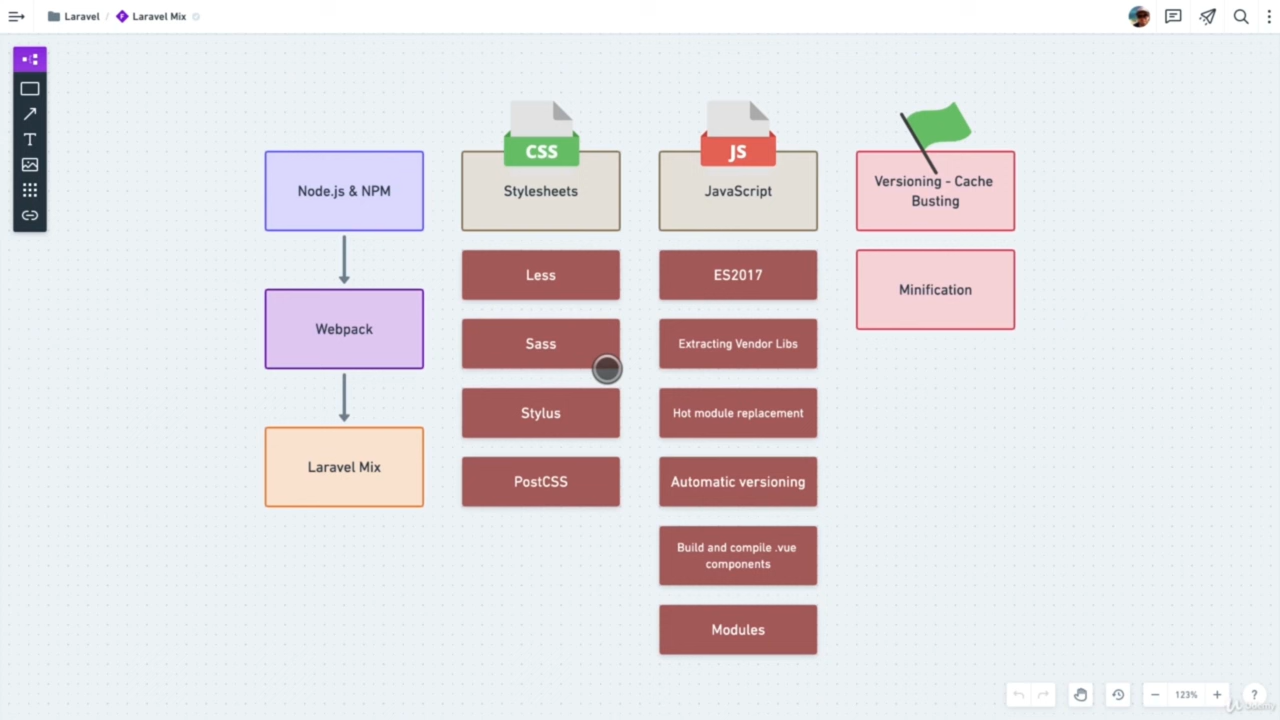 Laravel / Laravel Mix
Node.js & NPM
Webpack
Laravel Mix
CSS
Stylesheets
Less
Sass
Stylus
PostCSS
JS
JavaScript
ES2017
Extracting Vendor Libs
Hot module replacement
Automatic versioning
Build and compile .vue
components
Modules
Versioning - Cache
Busting
Minification
T
123%
?
Udemy